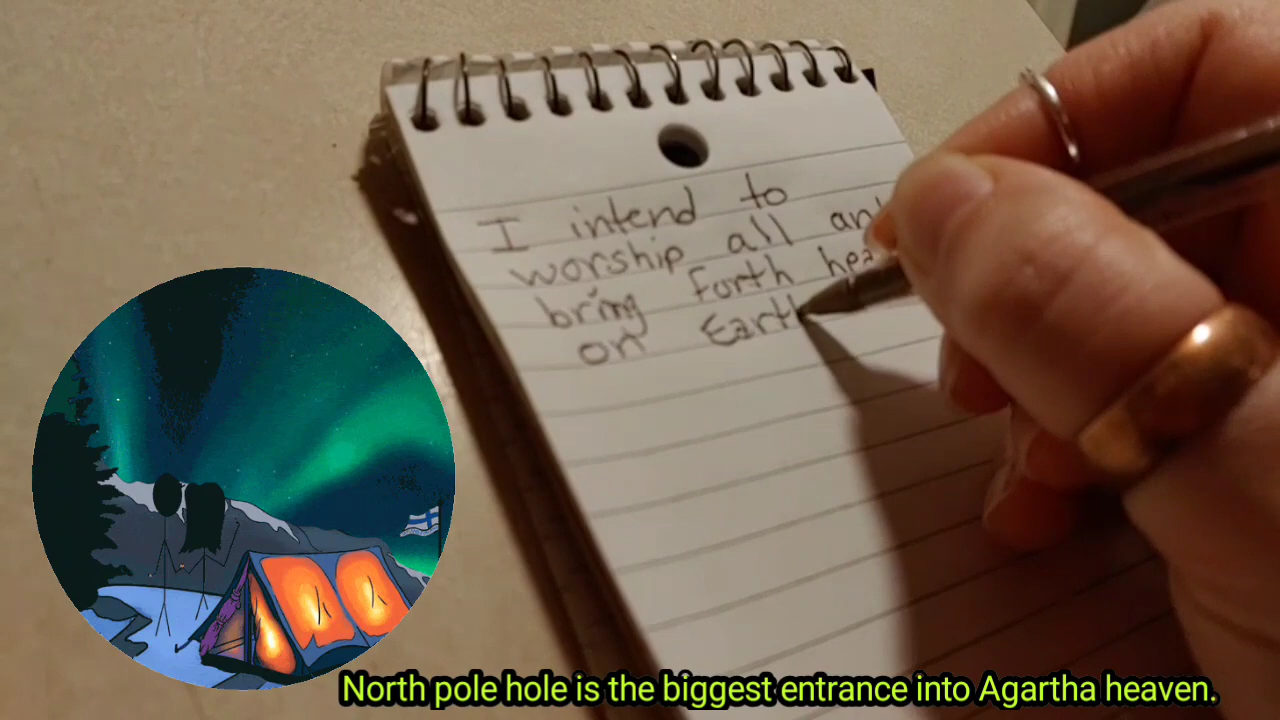 I intend to
worship all
bring forth
on Earth
North pole hole is the biggest entrance into Agartha heaven.